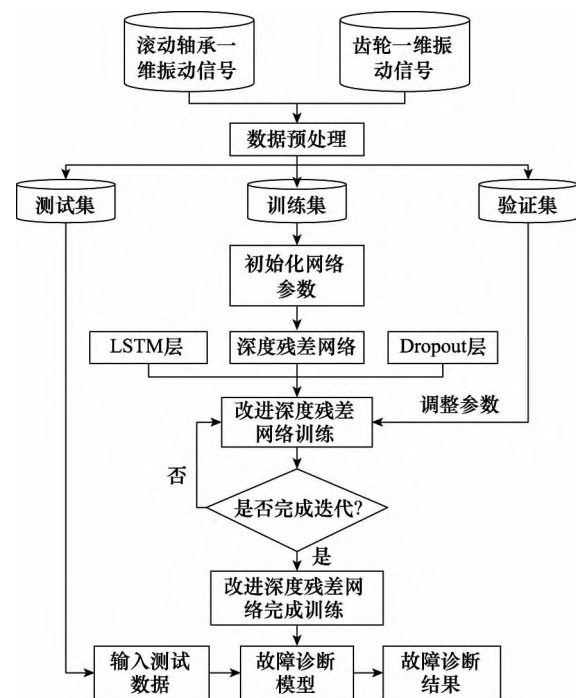 滚动轴承一
维振动信号
齿轮一维振
动信号
数据预处理
测试集
训练集
验证集
初始化网络
参数
LSTM层
深度残差网络
Dropout层
改进深度残差
网络训练
调整参数
否
是否完成迭代?
是
改进深度残差网
络完成训练
输入测试
数据
故障诊断
模型
故障诊断
结果